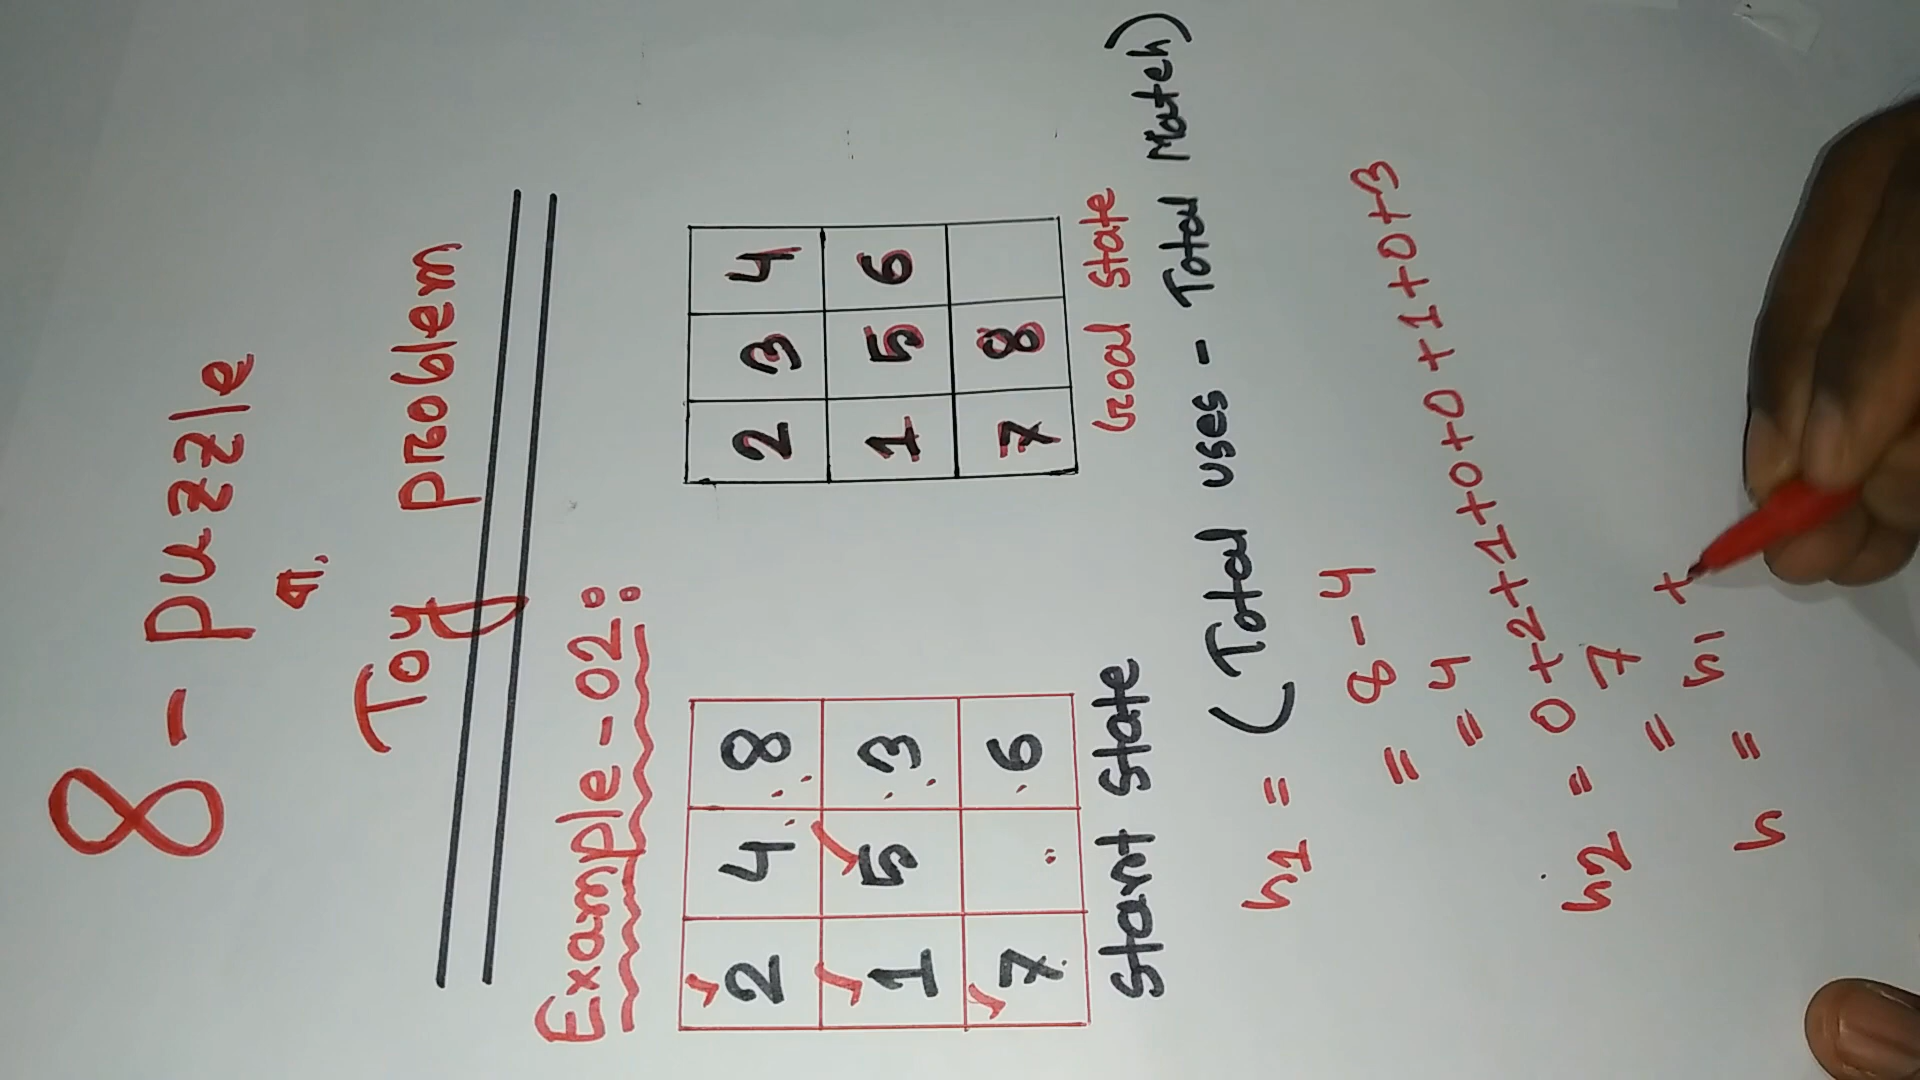 8 - puzzle
Toy problem
Example - 02:
2 4 8
1 5 3
7 6
Start state
2 3 4
1 5 6
7 8
Goal state
h1 = (Total uses - Total Match)
= 8 - 4
= 4
h2 = 0+2+1+0+0+1+0+3
= 7
h = h1 +